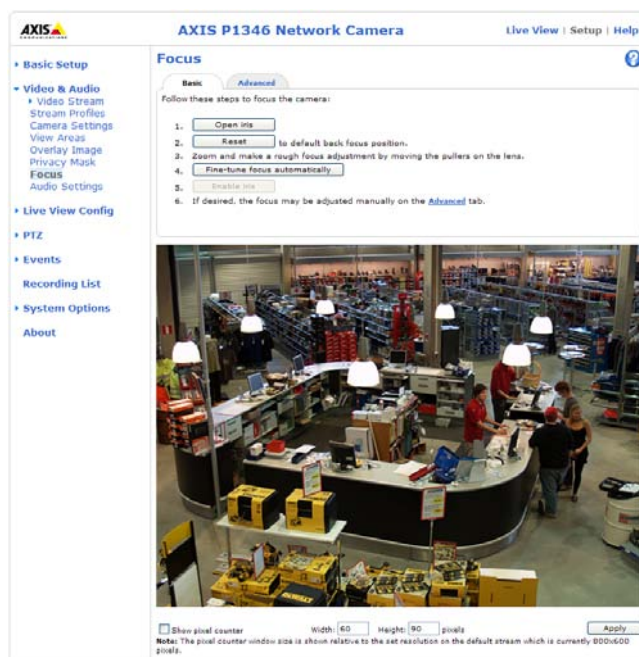 AXIS
COMMUNICATIONS
AXIS P1346 Network Camera
Live View | Setup | Help
Basic Setup
Video & Audio
Video Stream
Stream Profiles
Camera Settings
View Areas
Overlay Image
Privacy Mask
Focus
Audio Settings
Live View Config
PTZ
Events
Recording List
System Options
About
Focus
?
Basic Advanced
Follow these steps to focus the camera:
1. Open iris
2. Reset to default back focus position.
3. Zoom and make a rough focus adjustment by moving the pullers on the lens.
4. Fine-tune focus automatically
5. Enable iris
6. If desired, the focus may be adjusted manually on the Advanced tab.
DEWALT
Show pixel counter Width: 60 Height: 90 pixels Apply
Note: The pixel counter window size is shown relative to the set resolution on the default stream which is currently 800x600
pixels.